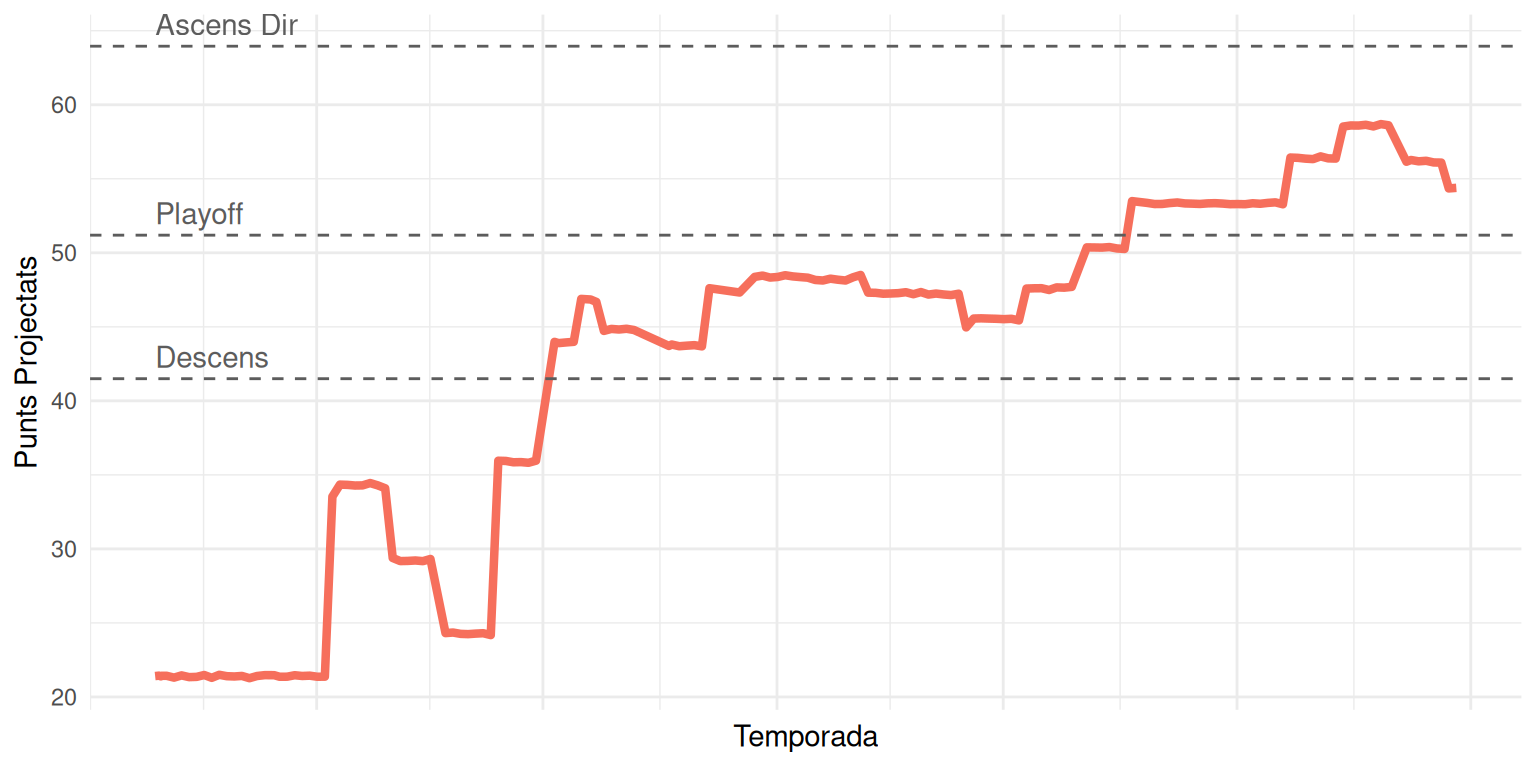 Ascens Dir
60
Playoff
50
Descens
40
30
20
Punts Projectats
Temporada